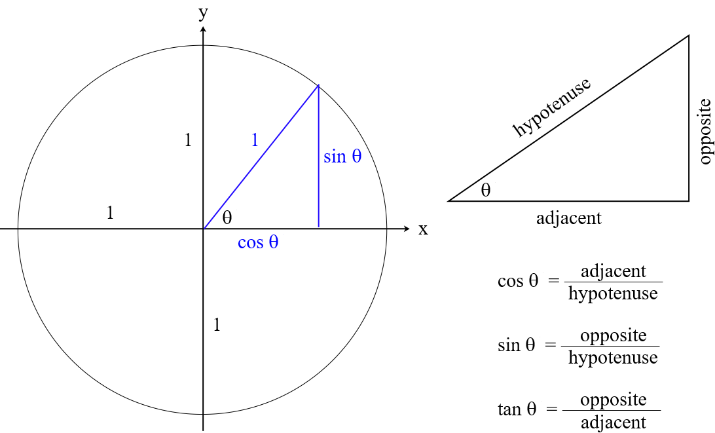 y
1
1
sin θ
1
θ
x
cos θ
1
hypotenuse
opposite
θ
adjacent
cos θ = adjacent
hypotenuse
sin θ = opposite
hypotenuse
tan θ = opposite
adjacent